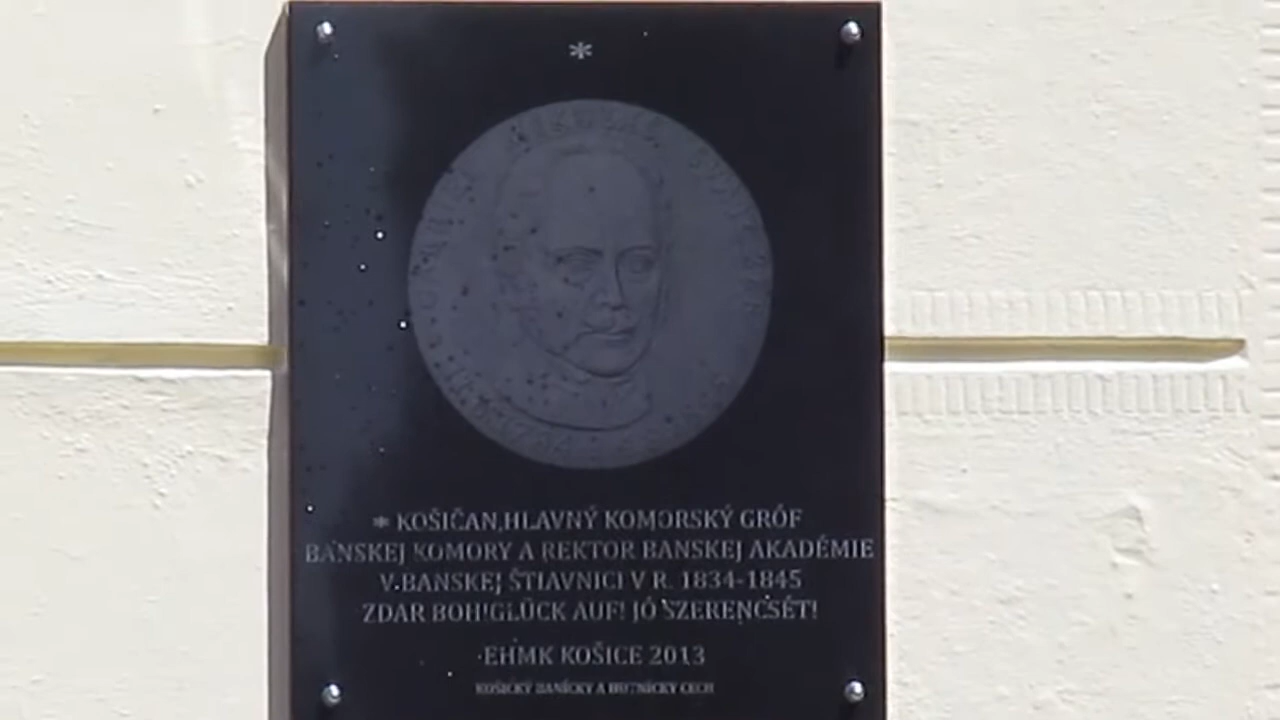 *
* KOŠIČAN, HLAVNÝ KOMORSKÝ GRÓF
BANSKEJ KOMORY A REKTOR BANSKEJ AKADÉMIE
V BANSKEJ ŠTIAVNICI V R. 1834-1845
ZDAR BOH! GLÜCK AUF! JÓ SZERENCSÉT!
EHMK KOŠICE 2013
KOŠICKÝ BANÍCKY A HUTNÍCKY CECH